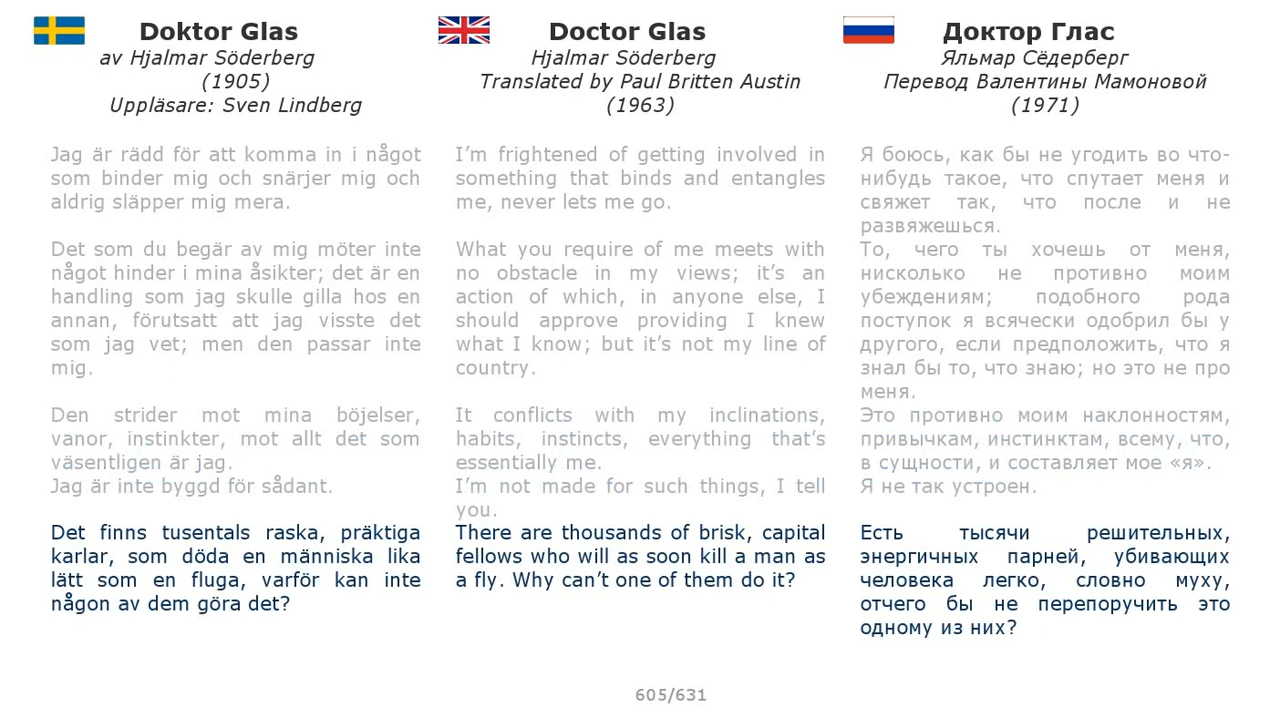 Doktor Glas
av Hjalmar Söderberg
(1905)
Uppläsare: Sven Lindberg
Jag är rädd för att komma in i något
som binder mig och snärjer mig och
aldrig släpper mig mera.
Det som du begär av mig möter inte
något hinder i mina åsikter; det är en
handling som jag skulle gilla hos en
annan, förutsatt att jag visste det
som jag vet; men den passar inte
mig.
Den strider mot mina böjelser,
vanor, instinkter, mot allt det som
väsentligen är jag.
Jag är inte byggd för sådant.
Det finns tusentals raska, präktiga
karlar, som döda en människa lika
lätt som en fluga, varför kan inte
någon av dem göra det?
Doctor Glas
Hjalmar Söderberg
Translated by Paul Britten Austin
(1963)
I’m frightened of getting involved in
something that binds and entangles
me, never lets me go.
What you require of me meets with
no obstacle in my views; it’s an
action of which, in anyone else, I
should approve providing I knew
what I know; but it’s not my line of
country.
It conflicts with my inclinations,
habits, instincts, everything that’s
essentially me.
I’m not made for such things, I tell
you.
There are thousands of brisk, capital
fellows who will as soon kill a man as
a fly. Why can’t one of them do it?
Доктор Глас
Яльмар Сёдерберг
Перевод Валентины Мамоновой
(1971)
Я боюсь, как бы не угодить во что-
нибудь такое, что спутает меня и
свяжет так, что после и не
развяжешься.
То, чего ты хочешь от меня,
нисколько не противно моим
убеждениям; подобного рода
поступок я всячески одобрил бы у
другого, если предположить, что я
знал бы то, что знаю; но это не про
меня.
Это противно моим наклонностям,
привычкам, инстинктам, всему, что,
в сущности, и составляет мое «я».
Я не так устроен.
Есть тысячи решительных,
энергичных парней, убивающих
человека легко, словно муху,
отчего бы не перепоручить это
одному из них?
605/631